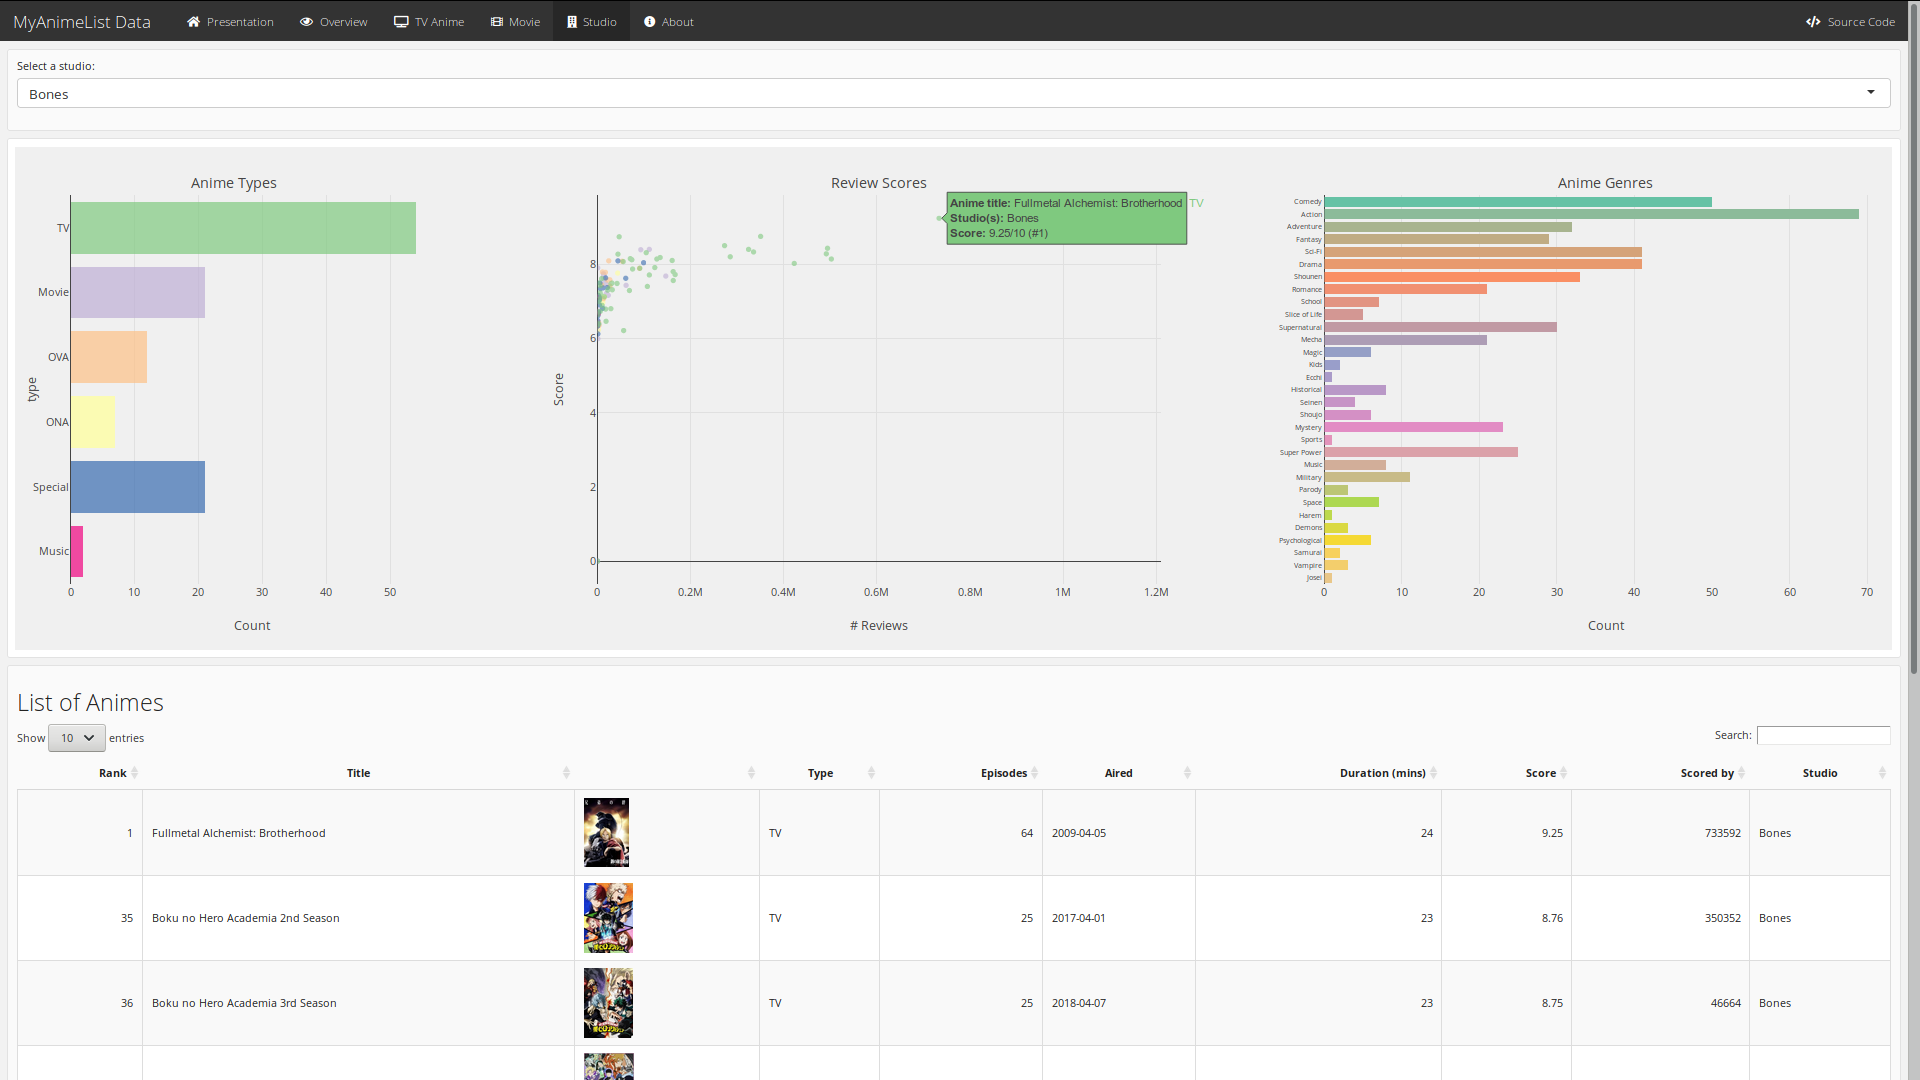 MyAnimeList Data Presentation Overview TV Anime Movie Studio About Source Code
Select a studio:
Bones
Anime Types
TV
Movie
OVA
ONA
Special
Music
type
0 10 20 30 40 50
Count
Review Scores
Anime title: Fullmetal Alchemist: Brotherhood TV
Studio(s): Bones
Score: 9.25/10 (#1)
8
6
4
2
0
Score
0 0.2M 0.4M 0.6M 0.8M 1M 1.2M
# Reviews
Anime Genres
Comedy
Action
Adventure
Fantasy
Sci-Fi
Drama
Shounen
Romance
School
Slice of Life
Supernatural
Mecha
Magic
Kids
Ecchi
Historical
Seinen
Shoujo
Mystery
Sports
Super Power
Music
Military
Parody
Space
Harem
Demons
Psychological
Samurai
Vampire
Josei
0 10 20 30 40 50 60 70
Count
List of Animes
Show 10 entries Search:
Rank Title Type Episodes Aired Duration (mins) Score Scored by Studio
1 Fullmetal Alchemist: Brotherhood TV 64 2009-04-05 24 9.25 733592 Bones
35 Boku no Hero Academia 2nd Season TV 25 2017-04-01 23 8.76 350352 Bones
36 Boku no Hero Academia 3rd Season TV 25 2018-04-07 23 8.75 46664 Bones